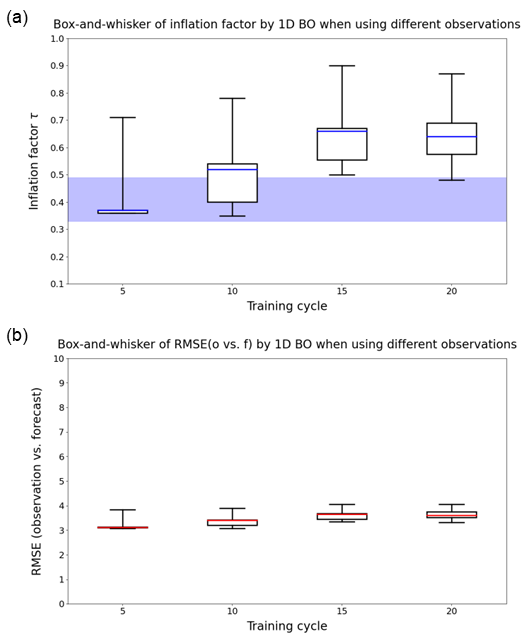 (a)
Box-and-whisker of inflation factor by 1D BO when using different observations
1.0
0.9
0.8
0.7
0.6
0.5
0.4
0.3
0.2
0.1
Inflation factor τ
5 10 15 20
Training cycle
(b)
Box-and-whisker of RMSE(o vs. f) by 1D BO when using different observations
10
9
8
7
6
5
4
3
2
1
0
RMSE (observation vs. forecast)
5 10 15 20
Training cycle